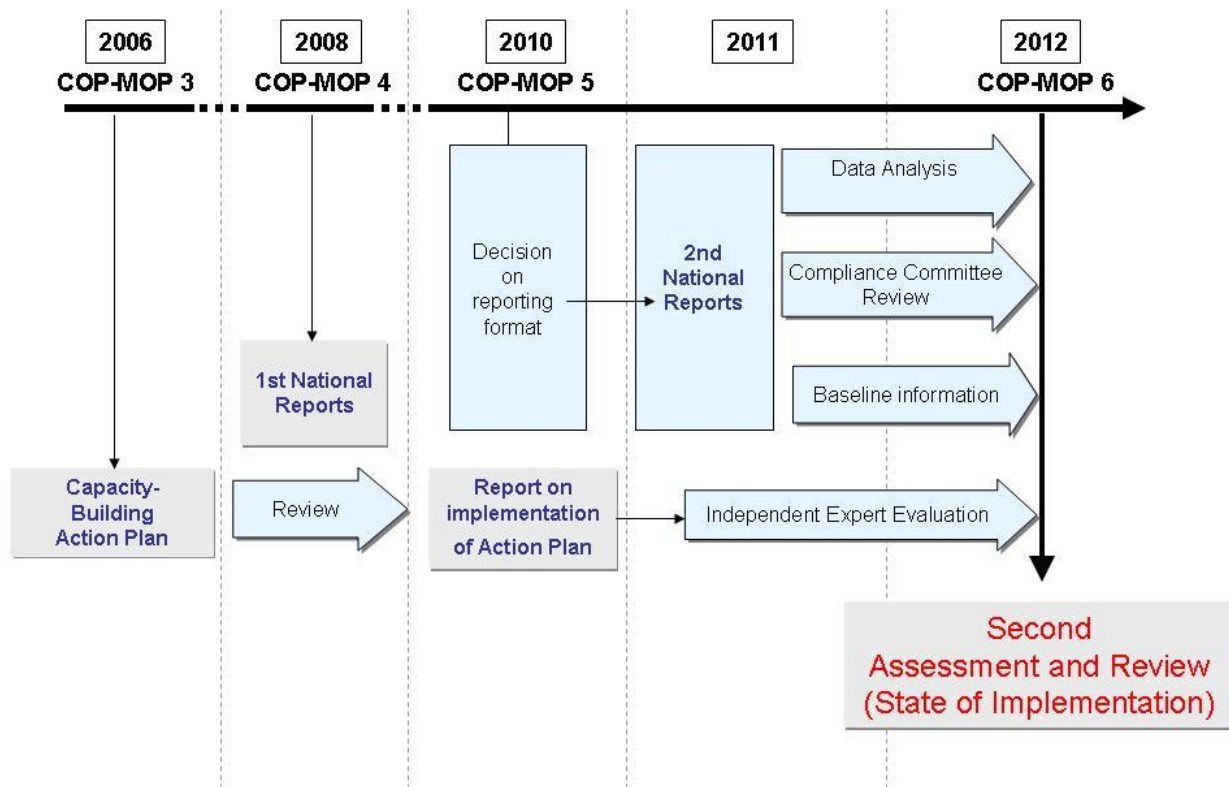 2006
COP-MOP 3
2008
COP-MOP 4
2010
COP-MOP 5
2011
2012
COP-MOP 6
Decision
on
reporting
format
2nd
National
Reports
Data Analysis
Compliance Committee
Review
Baseline information
1st National
Reports
Capacity-
Building
Action Plan
Review
Report on
implementation
of Action Plan
Independent Expert Evaluation
Second
Assessment and Review
(State of Implementation)